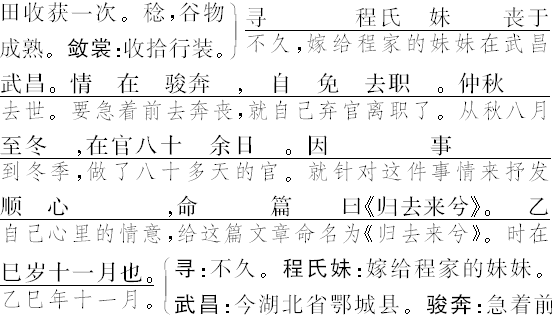 田收获一次。稔,谷物
成熟。敛裳:收拾行装。
寻 程氏 妹 丧于
不久,嫁给程家的妹妹在武昌
武昌。情 在 骏奔 ,自 免 去职 。仲秋
去世。要急着前去奔丧,就自己弃官离职了。从秋八月
至冬 ,在官八十 余日 。因 事
到冬季,做了八十多天的官。就针对这件事情来抒发
顺 心 ,命 篇 曰《归去来兮》。 乙
自己心里的情意,给这篇文章命名为《归去来兮》。时在
巳岁十一月也。
乙巳年十一月。
寻:不久。程氏妹:嫁给程家的妹妹。
武昌:今湖北省鄂城县。骏奔:急着前